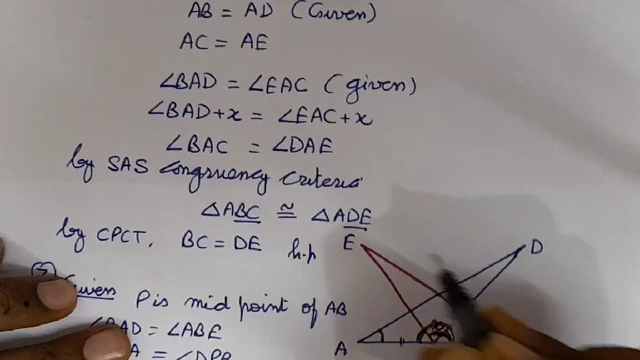 AB = AD (Given)
AC = AE
∠BAD = ∠EAC (given)
∠BAD+x = ∠EAC+x
∠BAC = ∠DAE
by SAS Congruency Criteria
△ABC ≅ △ADE
by CPCT, BC = DE h.p
E
D
Given P is mid point of AB
∠BAD = ∠ABE
A